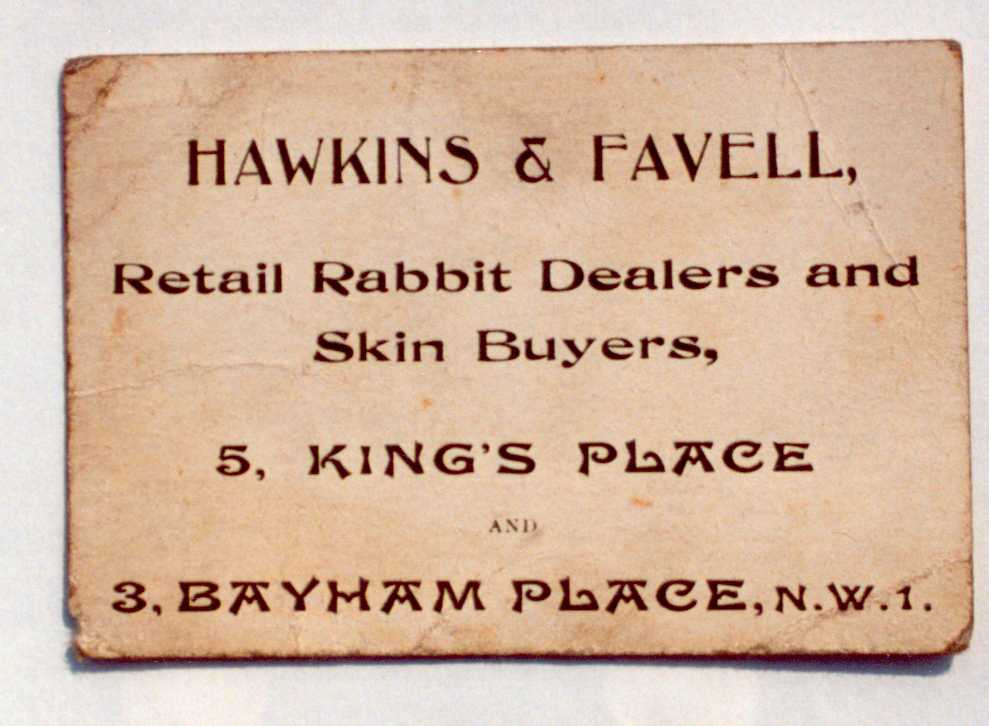 HAWKINS & FAVELL,
Retail Rabbit Dealers and
Skin Buyers,
5, KING'S PLACE
AND
3, BAYHAM PLACE, N.W.1.